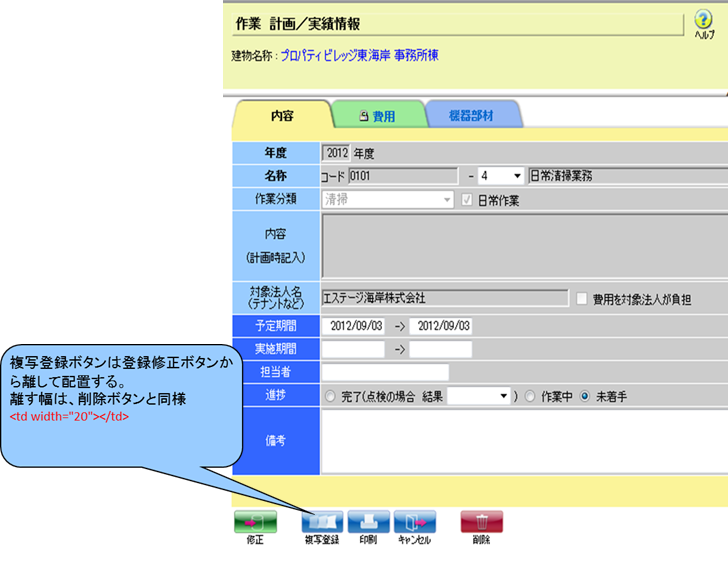 作業 計画／実績情報
ヘルプ
建物名称：プロパティビレッジ東海岸 事務所棟
内容
費用
機器部材
年度
2012 年度
名称
コード 0101 - 4 日常清掃業務
作業分類
清掃 日常作業
内容
(計画時記入)
対象法人名
(テナントなど)
エステージ海岸株式会社 費用を対象法人が負担
予定期間
2012/09/03 -> 2012/09/03
実施期間
->
担当者
進捗
完了(点検の場合 結果 ) 作業中 未着手
備考
複写登録ボタンは登録修正ボタンか
ら離して配置する。
離す幅は、削除ボタンと同様
<td width="20"></td>
修正 複写登録 印刷 キャンセル 削除